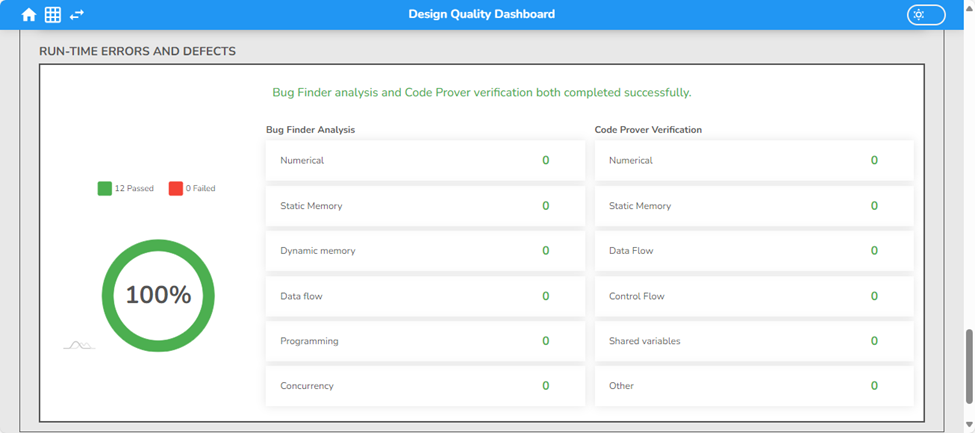 Design Quality Dashboard
RUN-TIME ERRORS AND DEFECTS
Bug Finder analysis and Code Prover verification both completed successfully.
12 Passed 0 Failed
100%
Bug Finder Analysis
Numerical 0
Static Memory 0
Dynamic memory 0
Data flow 0
Programming 0
Concurrency 0
Code Prover Verification
Numerical 0
Static Memory 0
Data Flow 0
Control Flow 0
Shared variables 0
Other 0